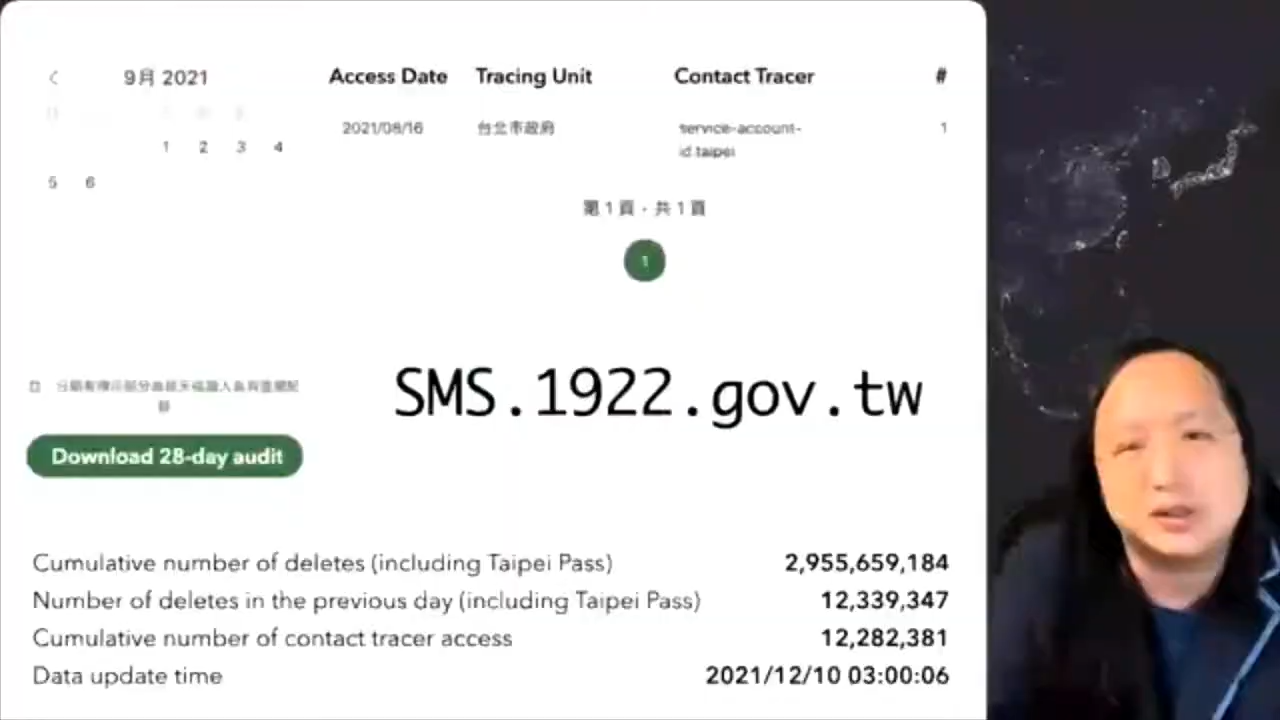 9月 2021
Access Date Tracing Unit Contact Tracer #
2021/08/16 台北市政府 service-account-id.taipei 1
1 2 3 4
5 6
第 1 頁 - 共 1 頁
1
SMS.1922.gov.tw
Download 28-day audit
Cumulative number of deletes (including Taipei Pass) 2,955,659,184
Number of deletes in the previous day (including Taipei Pass) 12,339,347
Cumulative number of contact tracer access 12,282,381
Data update time 2021/12/10 03:00:06